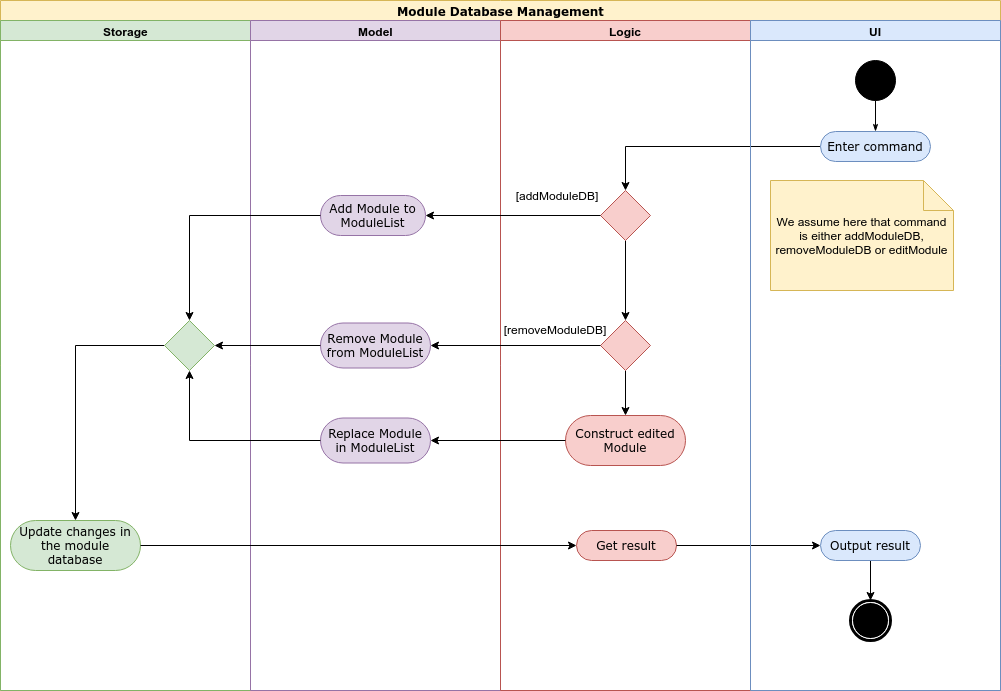 Module Database Management
Storage
Model
Logic
UI
Enter command
[addModuleDB]
Add Module to
ModuleList
We assume here that command
is either addModuleDB,
removeModuleDB or editModule
[removeModuleDB]
Remove Module
from ModuleList
Replace Module
in ModuleList
Construct edited
Module
Update changes in
the module
database
Get result
Output result